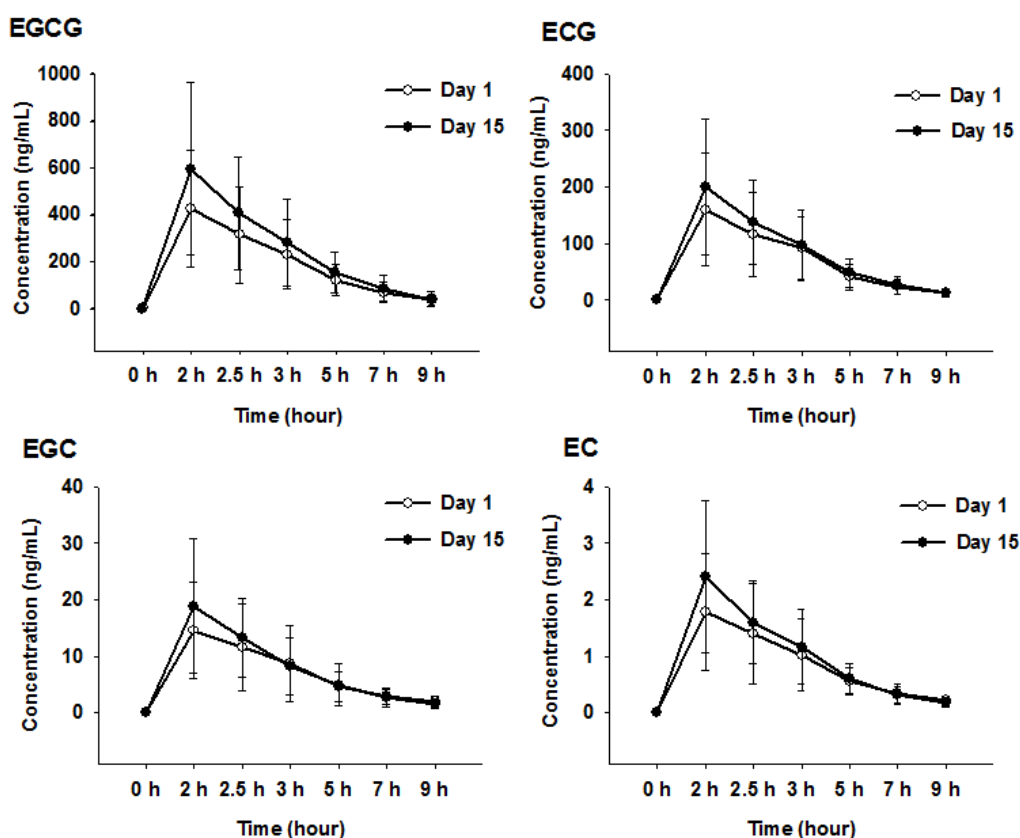 EGCG
Concentration (ng/mL)
1000
800
600
400
200
0
Day 1
Day 15
0 h 2 h 2.5 h 3 h 5 h 7 h 9 h
Time (hour)
ECG
Concentration (ng/mL)
400
300
200
100
0
Day 1
Day 15
0 h 2 h 2.5 h 3 h 5 h 7 h 9 h
Time (hour)
EGC
Concentration (ng/mL)
40
30
20
10
0
Day 1
Day 15
0 h 2 h 2.5 h 3 h 5 h 7 h 9 h
Time (hour)
EC
Concentration (ng/mL)
4
3
2
1
0
Day 1
Day 15
0 h 2 h 2.5 h 3 h 5 h 7 h 9 h
Time (hour)